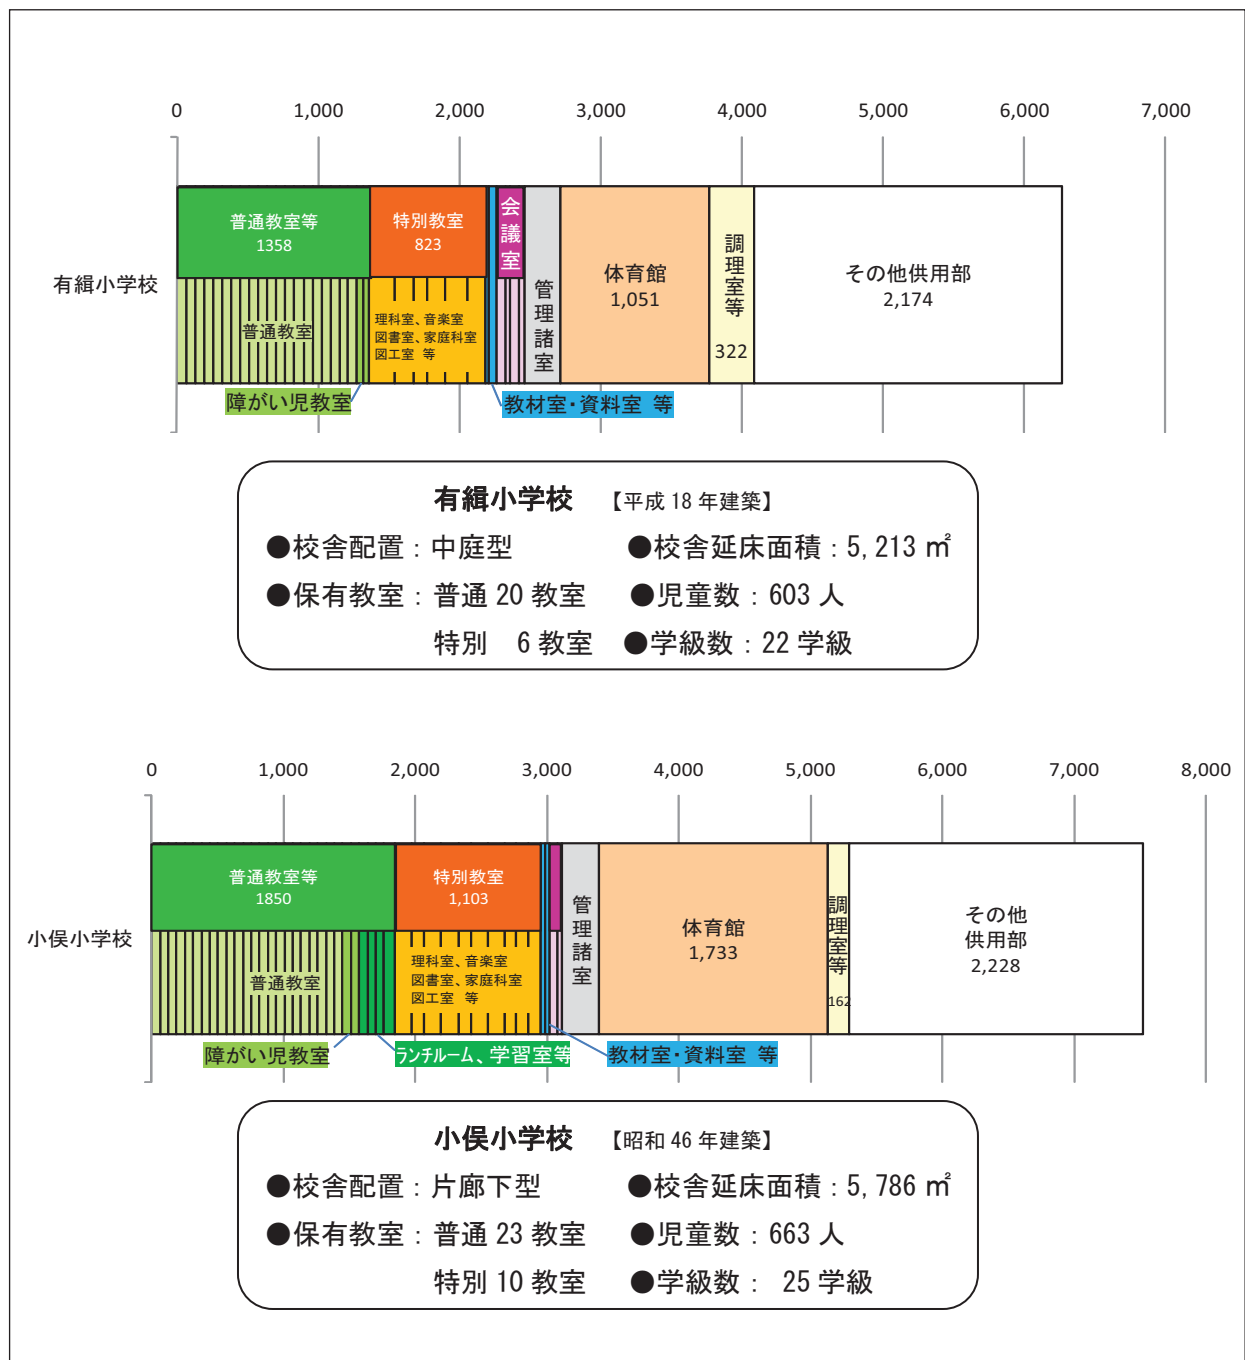 0 1,000 2,000 3,000 4,000 5,000 6,000 7,000
有緝小学校
普通教室等
1358
特別教室
823
会議室
管理諸室
体育館
1,051
調理室等
322
その他供用部
2,174
普通教室
理科室、音楽室
図書室、家庭科室
図工室 等
障がい児教室
教材室・資料室 等
有緝小学校 【平成 18 年建築】
●校舎配置：中庭型 ●校舎延床面積：5,213 ㎡
●保有教室：普通 20 教室 ●児童数：603 人
特別 6 教室 ●学級数：22 学級
0 1,000 2,000 3,000 4,000 5,000 6,000 7,000 8,000
小俣小学校
普通教室等
1850
特別教室
1,103
管理諸室
体育館
1,733
調理室等
162
その他
供用部
2,228
普通教室
理科室、音楽室
図書室、家庭科室
図工室 等
障がい児教室
ランチルーム、学習室等
教材室・資料室 等
小俣小学校 【昭和 46 年建築】
●校舎配置：片廊下型 ●校舎延床面積：5,786 ㎡
●保有教室：普通 23 教室 ●児童数：663 人
特別 10 教室 ●学級数： 25 学級